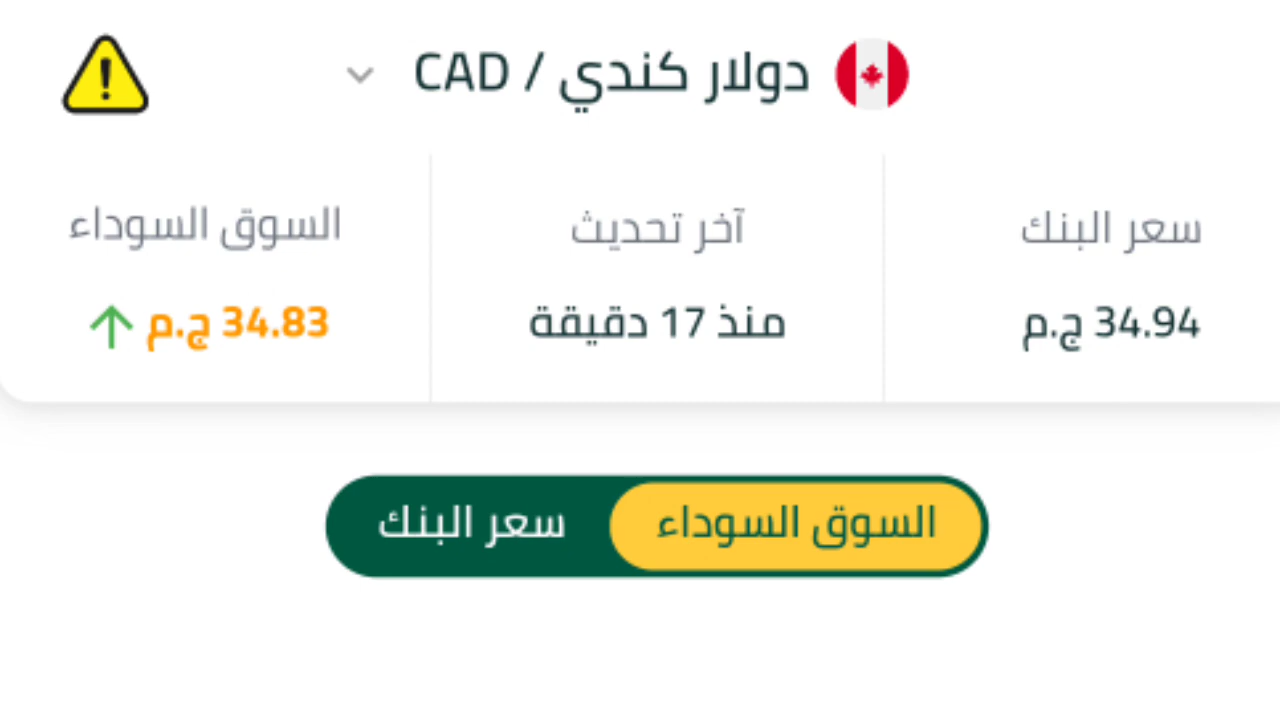 دولار كندي / CAD
سعر البنك
آخر تحديث
السوق السوداء
34.94 ج.م
منذ 17 دقيقة
34.83 ج.م
السوق السوداء
سعر البنك